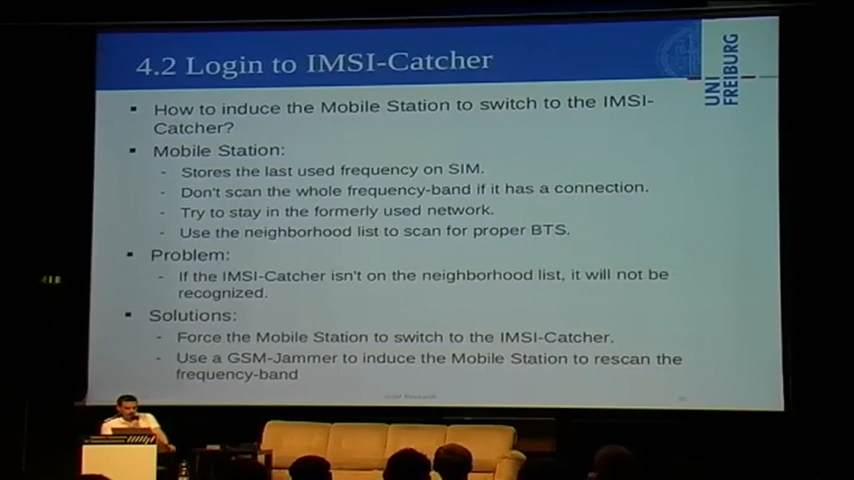 4.2 Login to IMSI-Catcher
UNI
FREIBURG
▪ How to induce the Mobile Station to switch to the IMSI-
Catcher?
▪ Mobile Station:
- Stores the last used frequency on SIM.
- Don't scan the whole frequency-band if it has a connection.
- Try to stay in the formerly used network.
- Use the neighborhood list to scan for proper BTS.
▪ Problem:
- If the IMSI-Catcher isn't on the neighborhood list, it will not be
recognized.
▪ Solutions:
- Force the Mobile Station to switch to the IMSI-Catcher.
- Use a GSM-Jammer to induce the Mobile Station to rescan the
frequency-band